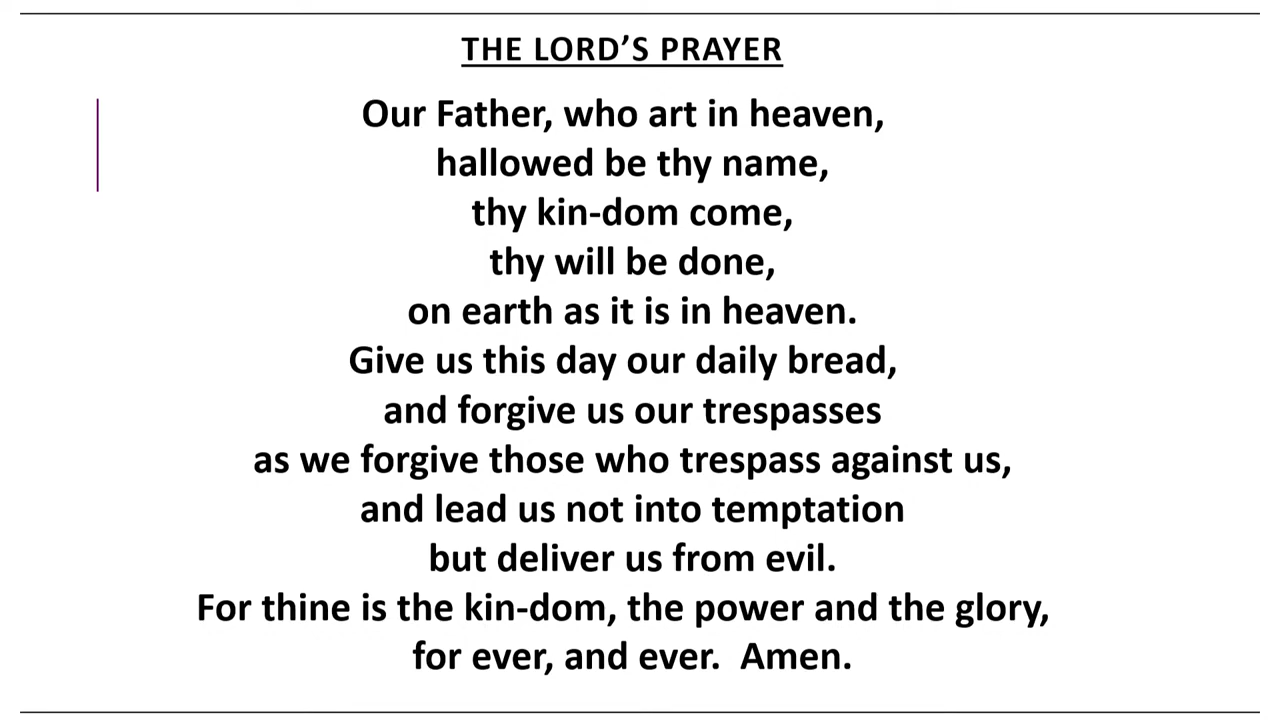 THE LORD’S PRAYER
Our Father, who art in heaven,
hallowed be thy name,
thy kin-dom come,
thy will be done,
on earth as it is in heaven.
Give us this day our daily bread,
and forgive us our trespasses
as we forgive those who trespass against us,
and lead us not into temptation
but deliver us from evil.
For thine is the kin-dom, the power and the glory,
for ever, and ever.  Amen.